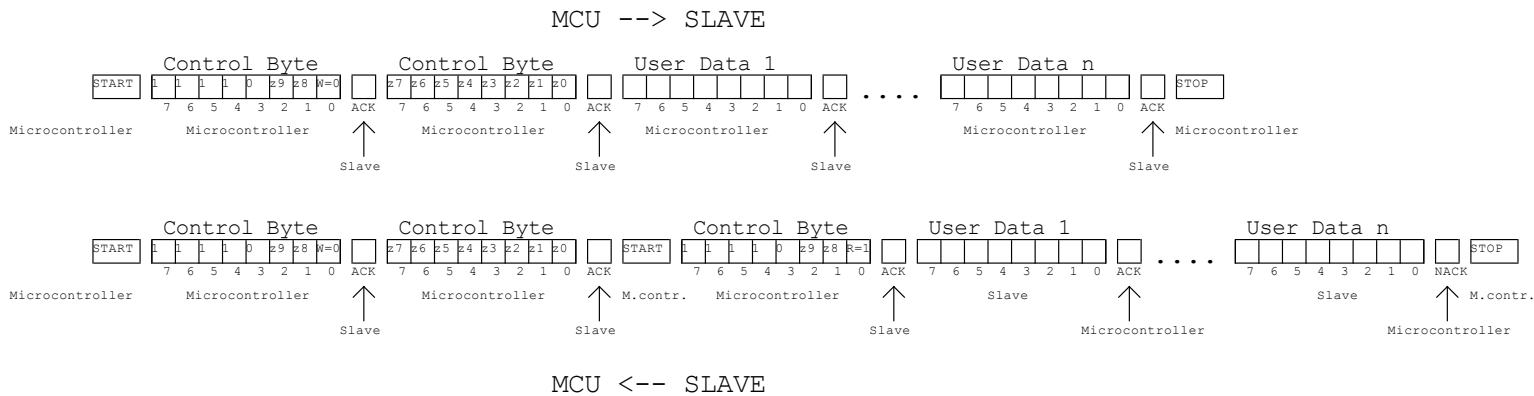 MCU --> SLAVE
Control Byte Control Byte User Data 1 User Data n
START 1 1 1 1 0 z9 z8 W=0 z7 z6 z5 z4 z3 z2 z1 z0 .... STOP
7 6 5 4 3 2 1 0 ACK 7 6 5 4 3 2 1 0 ACK 7 6 5 4 3 2 1 0 ACK 7 6 5 4 3 2 1 0 ACK
Microcontroller Microcontroller Microcontroller Microcontroller Microcontroller Microcontroller
Slave Slave Slave Slave
Control Byte Control Byte Control Byte User Data 1 User Data n
START 1 1 1 1 0 z9 z8 W=0 z7 z6 z5 z4 z3 z2 z1 z0 START 1 1 1 1 0 z9 z8 R=1 .... STOP
7 6 5 4 3 2 1 0 ACK 7 6 5 4 3 2 1 0 ACK 7 6 5 4 3 2 1 0 ACK 7 6 5 4 3 2 1 0 ACK 7 6 5 4 3 2 1 0 NACK
Microcontroller Microcontroller Microcontroller M.contr. Microcontroller Slave Slave M.contr.
Slave Slave Slave Microcontroller Microcontroller
MCU <-- SLAVE